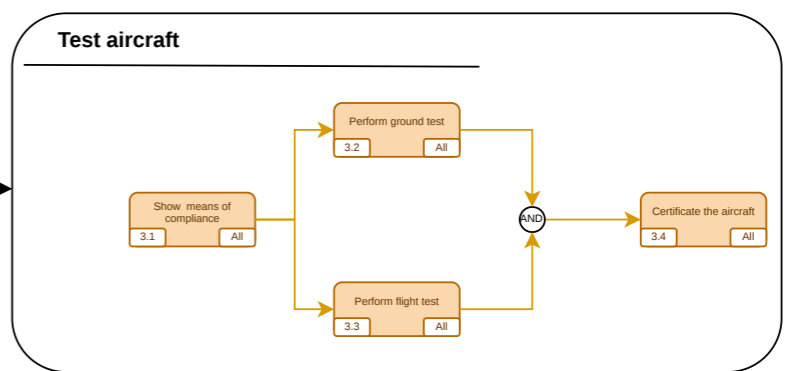 Test aircraft
Perform ground test
3.2 All
Show means of
compliance
3.1 All
AND
Certificate the aircraft
3.4 All
Perform flight test
3.3 All